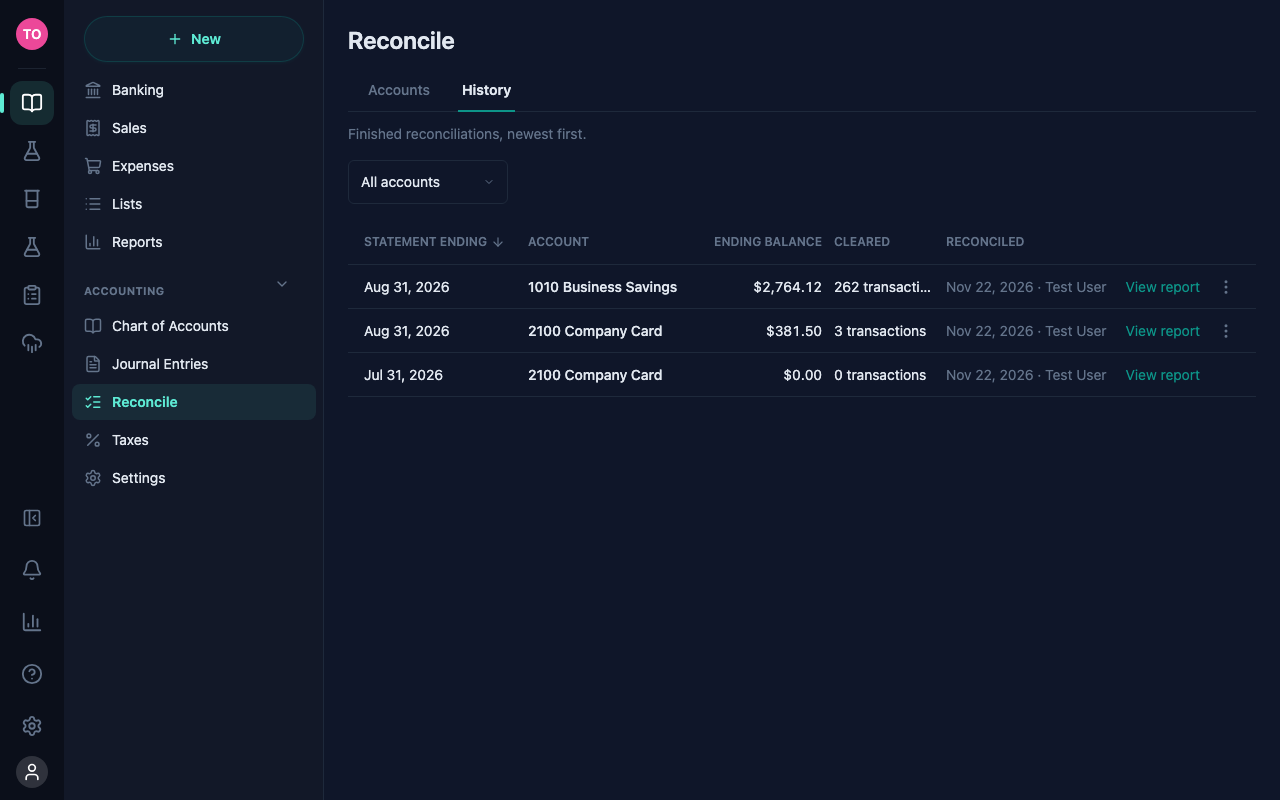 TO
New
Banking
Sales
Expenses
Lists
Reports
ACCOUNTING
Chart of Accounts
Journal Entries
Reconcile
Taxes
Settings
Reconcile
Accounts History
Finished reconciliations, newest first.
All accounts
STATEMENT ENDING ACCOUNT ENDING BALANCE CLEARED RECONCILED
Aug 31, 2026 1010 Business Savings $2,764.12 262 transacti... Nov 22, 2026 · Test User View report
Aug 31, 2026 2100 Company Card $381.50 3 transactions Nov 22, 2026 · Test User View report
Jul 31, 2026 2100 Company Card $0.00 0 transactions Nov 22, 2026 · Test User View report